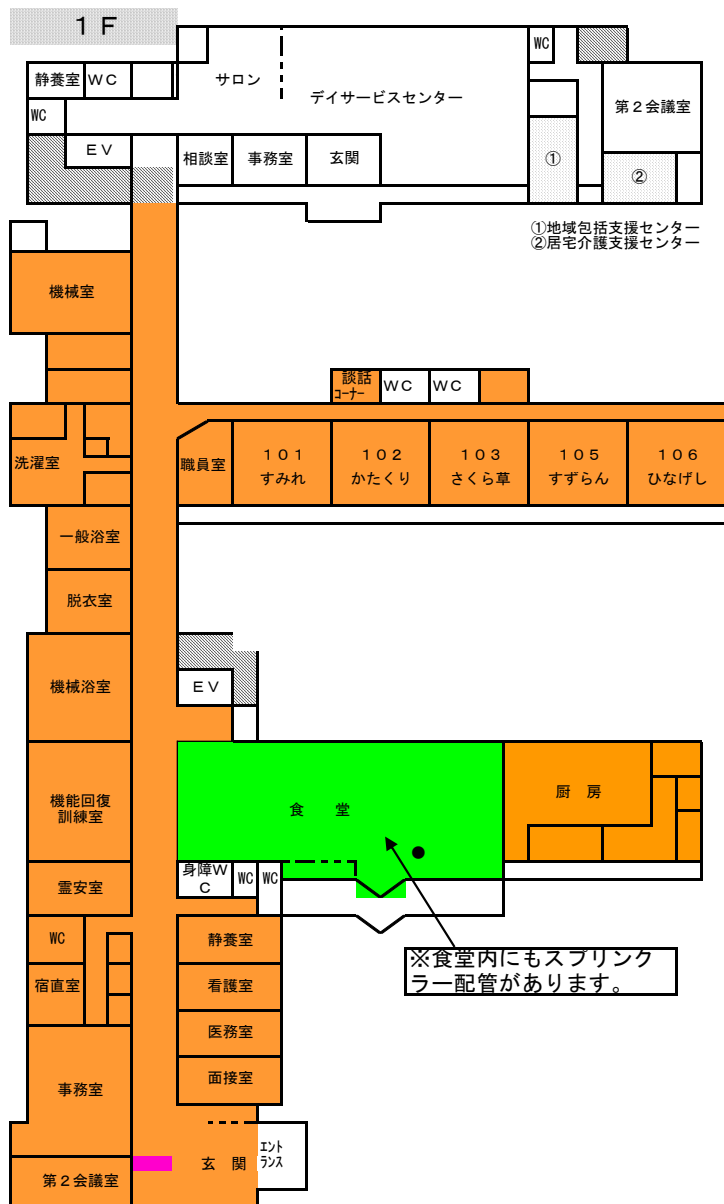 １Ｆ
静養室
ＷＣ
サロン
WC
デイサービスセンター
第２会議室
WC
ＥＶ
相談室
事務室
玄関
①
②
①地域包括支援センター
②居宅介護支援センター
機械室
談話
コーナー
ＷＣ
ＷＣ
洗濯室
職員室
１０１
すみれ
１０２
かたくり
１０３
さくら草
１０５
すずらん
１０６
ひなげし
一般浴室
脱衣室
機械浴室
ＥＶ
機能回復
訓練室
食　堂
厨　房
霊安室
身障Ｗ
Ｃ
WC
WC
WC
静養室
※食堂内にもスプリンク
ラー配管があります。
宿直室
看護室
医務室
事務室
面接室
玄　関
エント
ランス
第２会議室